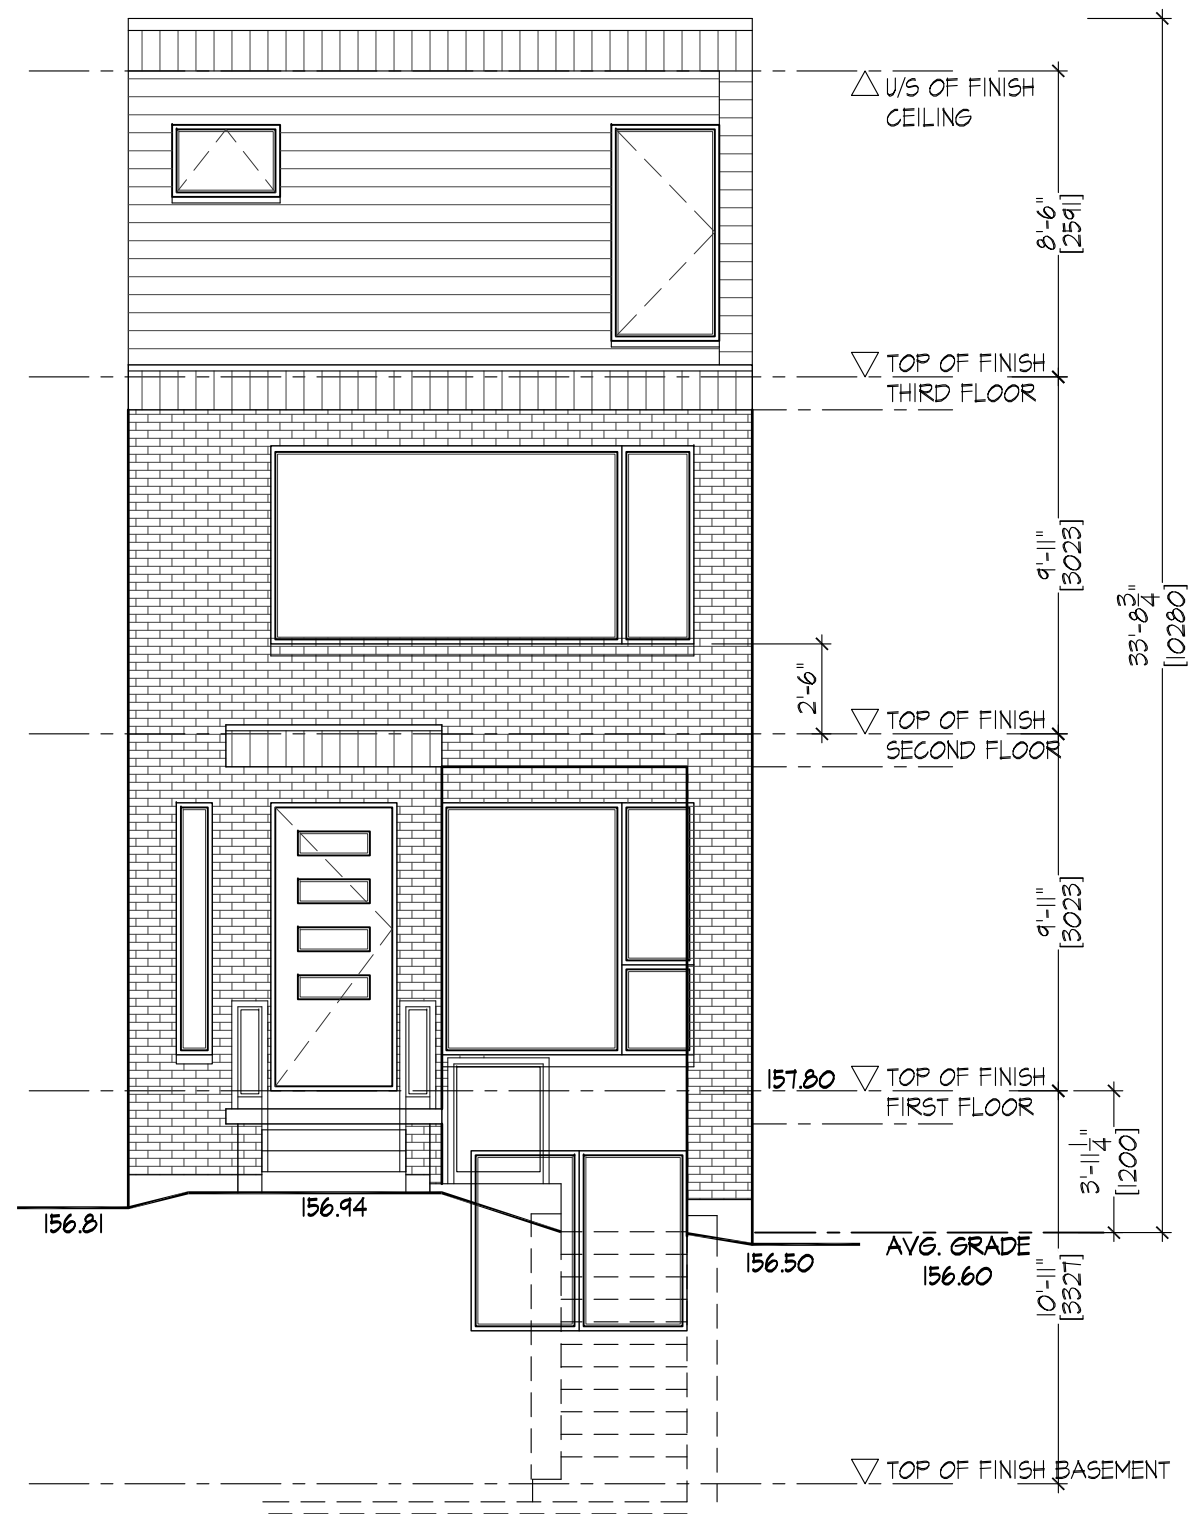 U/S OF FINISH
CEILING
8'-6"
[2591]
TOP OF FINISH
THIRD FLOOR
9'-11"
[3023]
33'-8 3/4"
[10280]
2'-6"
TOP OF FINISH
SECOND FLOOR
9'-11"
[3023]
157.80
TOP OF FINISH
FIRST FLOOR
3'-11 1/4"
[1200]
156.81
156.94
156.50
AVG. GRADE
156.60
10'-11"
[3327]
TOP OF FINISH BASEMENT